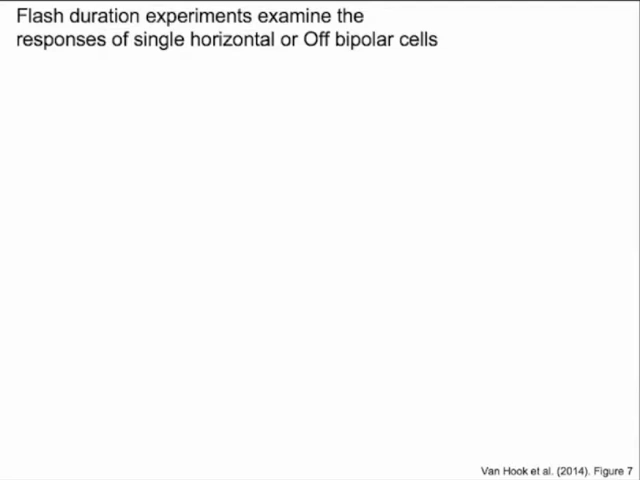 Flash duration experiments examine the
responses of single horizontal or Off bipolar cells
Van Hook et al. (2014). Figure 7